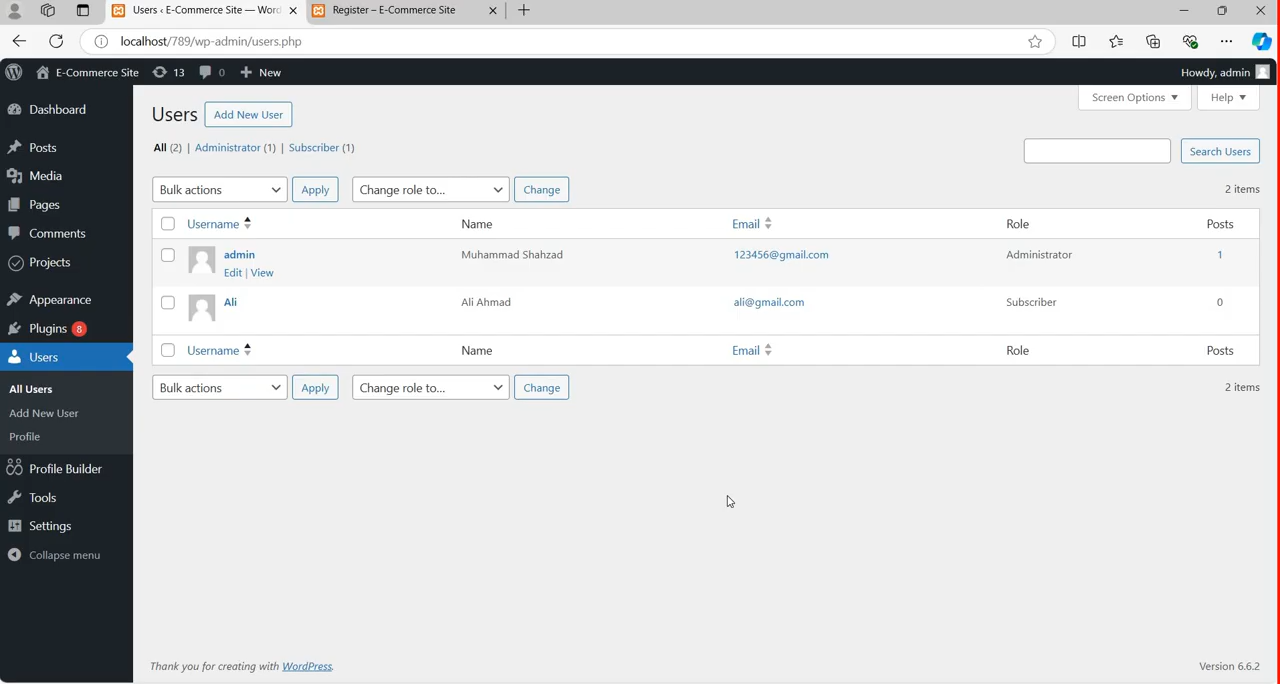 Users ‹ E-Commerce Site — Word
Register – E-Commerce Site
localhost/789/wp-admin/users.php
E-Commerce Site 13 0 New
Howdy, admin
Dashboard
Posts
Media
Pages
Comments
Projects
Appearance
Plugins 8
Users
All Users
Add New User
Profile
Profile Builder
Tools
Settings
Collapse menu
Screen Options
Help
Users Add New User
All (2) | Administrator (1) | Subscriber (1)
Search Users
Bulk actions Apply Change role to... Change 2 items
Username Name Email Role Posts
admin Muhammad Shahzad 123456@gmail.com Administrator 1
Edit | View
Ali Ali Ahmad ali@gmail.com Subscriber 0
Username Name Email Role Posts
Bulk actions Apply Change role to... Change 2 items
Thank you for creating with WordPress.
Version 6.6.2